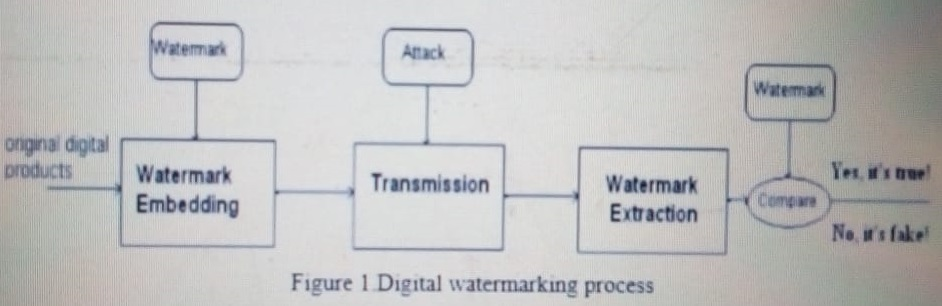 Watermark
Attack
Watermark
original digital
products
Watermark
Embedding
Transmission
Watermark
Extraction
Compare
Yes, it's true!
No, it's fake!
Figure 1 Digital watermarking process